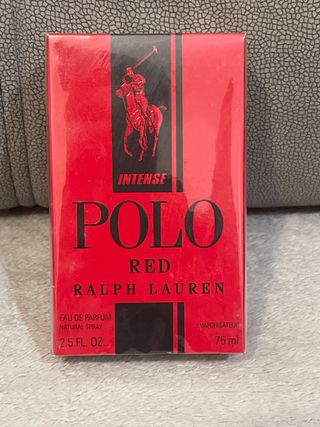 INTENSE
POLO
RED
RALPH LAUREN
EAU DE PARFUM VAPORISATEUR
NATURAL SPRAY
2.5 FL. OZ. 75 ml